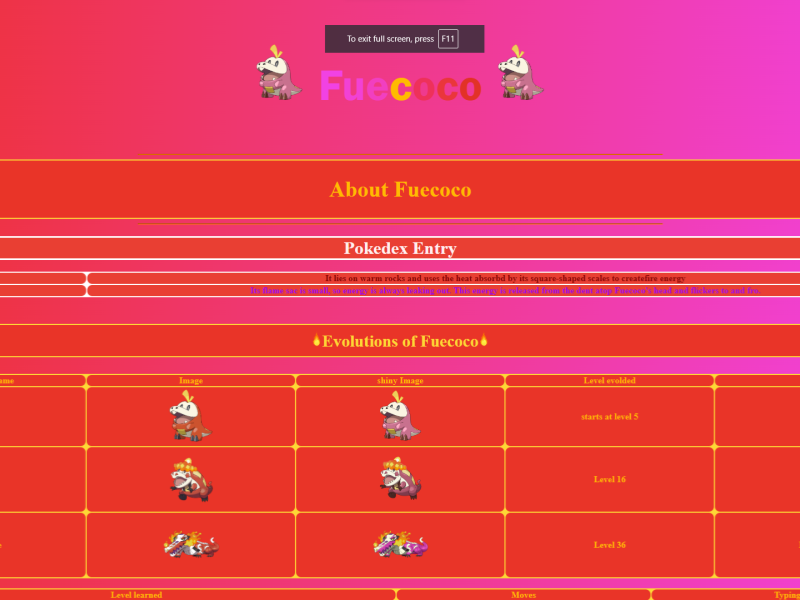 To exit full screen, press F11
Fuecoco
About Fuecoco
Pokedex Entry
It lies on warm rocks and uses the heat absorbd by its square-shaped scales to createfire energy
Its flame sac is small, so energy is always leaking out. This energy is released from the dent atop Fuecoco's head and flickers to and fro.
Evolutions of Fuecoco
ame Image shiny Image Level evolded
starts at level 5
Level 16
Level 36
Level learned Moves Typing